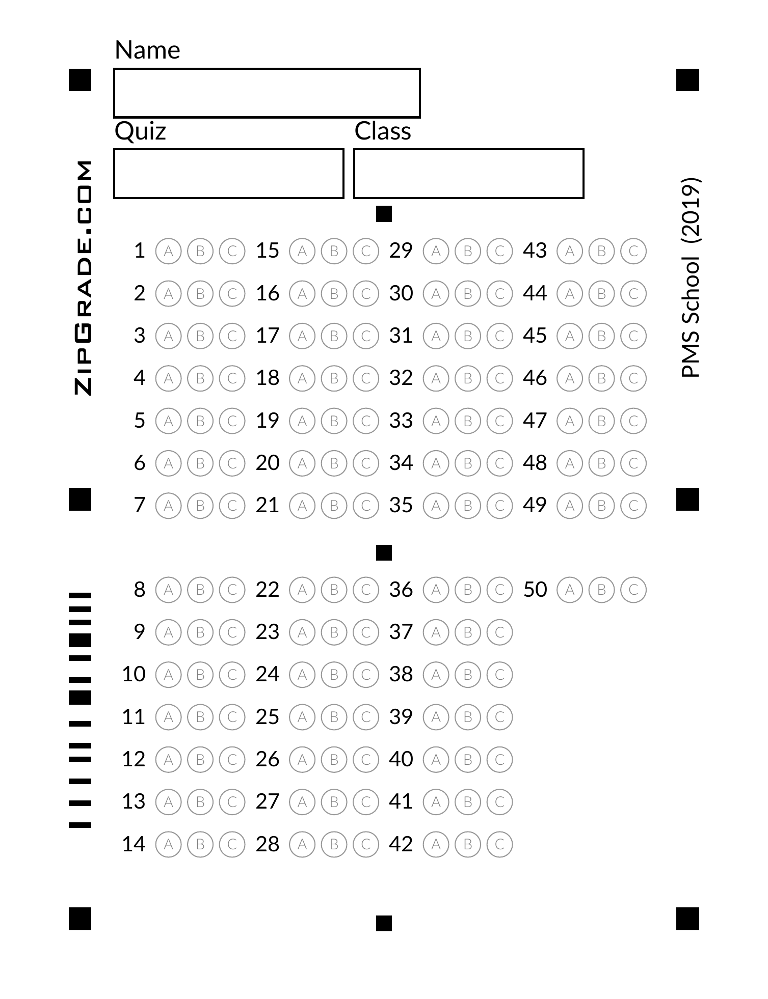 Name
Quiz Class
ZIPGRADE.COM
PMS School (2019)
1 A B C 15 A B C 29 A B C 43 A B C
2 A B C 16 A B C 30 A B C 44 A B C
3 A B C 17 A B C 31 A B C 45 A B C
4 A B C 18 A B C 32 A B C 46 A B C
5 A B C 19 A B C 33 A B C 47 A B C
6 A B C 20 A B C 34 A B C 48 A B C
7 A B C 21 A B C 35 A B C 49 A B C
8 A B C 22 A B C 36 A B C 50 A B C
9 A B C 23 A B C 37 A B C
10 A B C 24 A B C 38 A B C
11 A B C 25 A B C 39 A B C
12 A B C 26 A B C 40 A B C
13 A B C 27 A B C 41 A B C
14 A B C 28 A B C 42 A B C